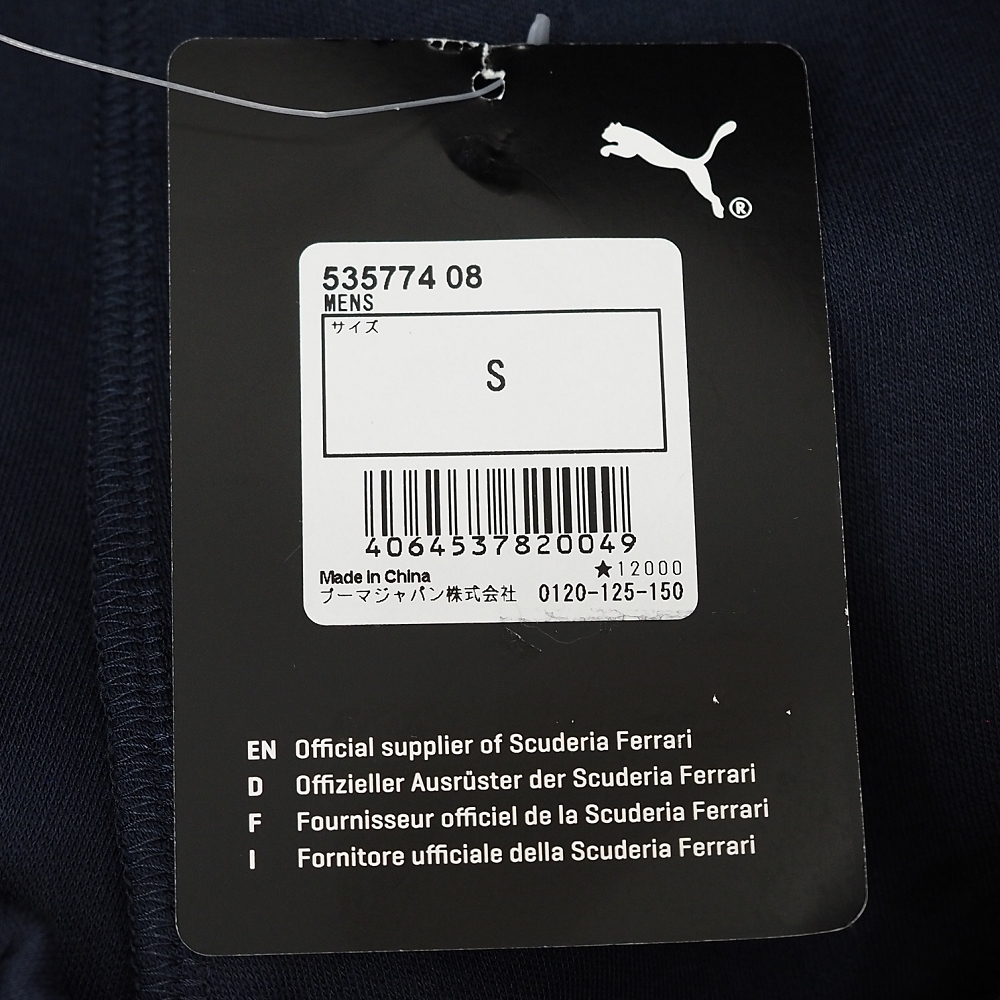 ®
535774 08
MENS
サイズ
S
4064537820049
★12000
Made in China
プーマジャパン株式会社 0120-125-150
EN Official supplier of Scuderia Ferrari
D Offizieller Ausrüster der Scuderia Ferrari
F Fournisseur officiel de la Scuderia Ferrari
I Fornitore ufficiale della Scuderia Ferrari